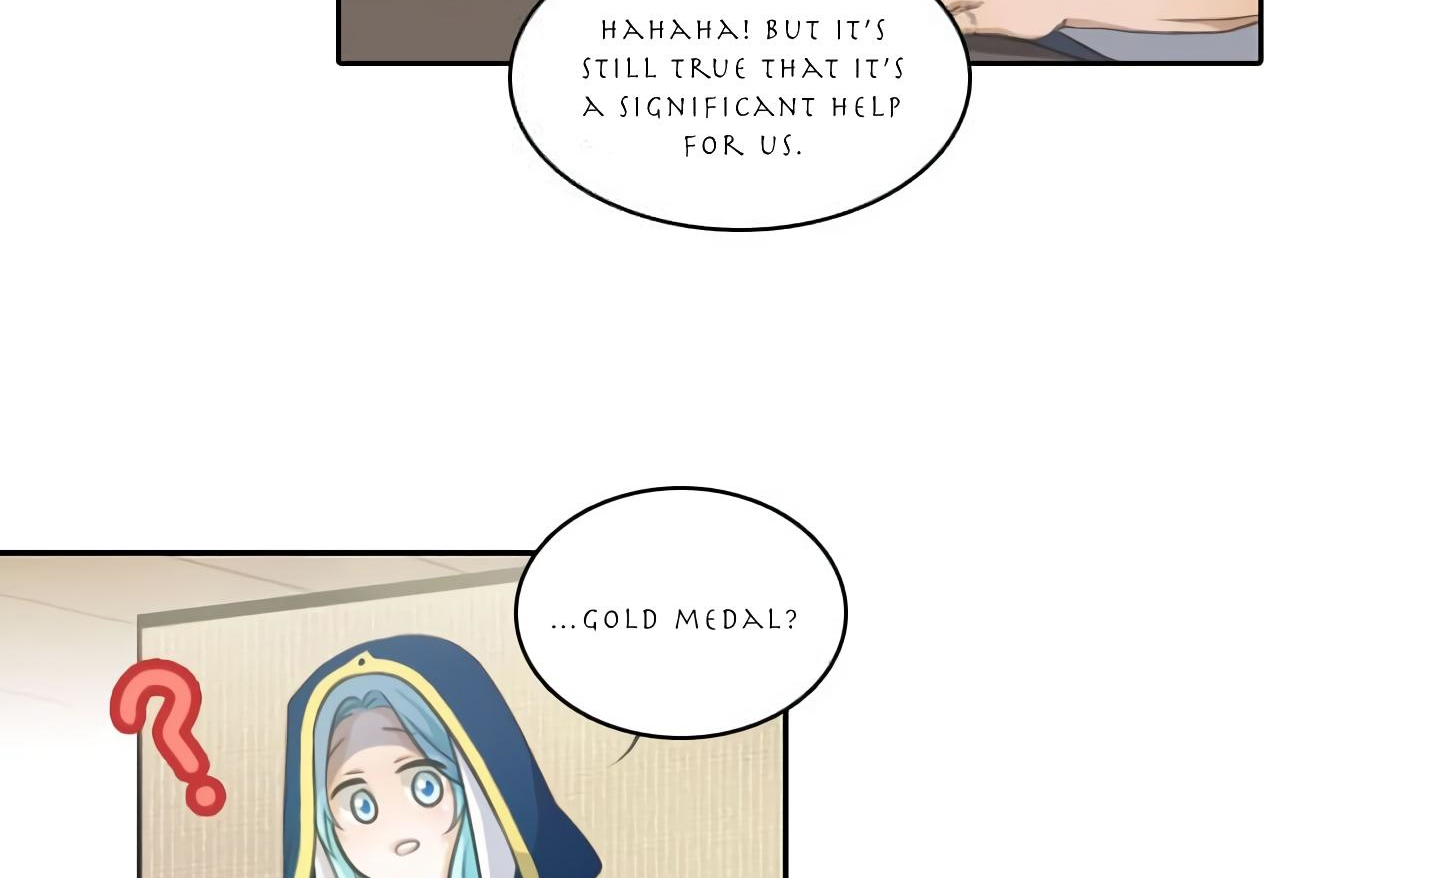 HAHAHA! BUT IT'S
STILL TRUE THAT IT'S
A SIGNIFICANT HELP
FOR US.
...GOLD MEDAL?
?